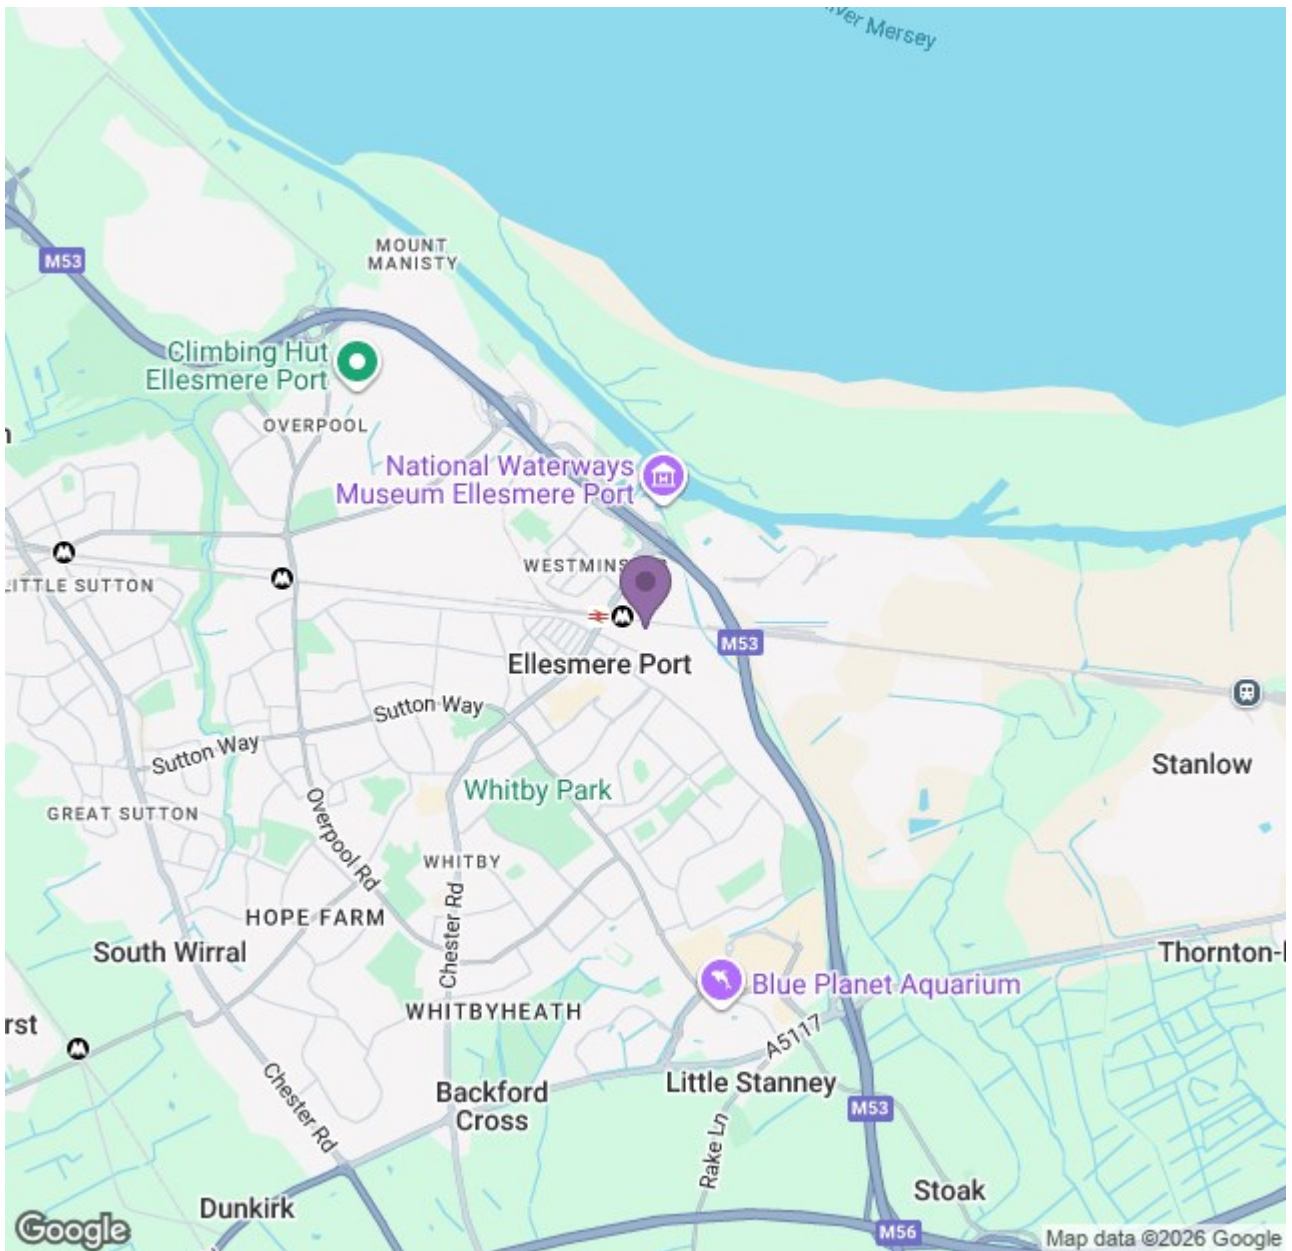 Mersey
MOUNT
MANISTY
M53
Climbing Hut
Ellesmere Port
OVERPOOL
National Waterways
Museum Ellesmere Port
LITTLE SUTTON
M
M
M
M53
Ellesmere Port
Sutton Way
Sutton Way
Stanlow
Whitby Park
GREAT SUTTON
Overpool Rd
WHITBY
Chester Rd
HOPE FARM
South Wirral
Blue Planet Aquarium
WHITBYHEATH
A5117
M
Chester Rd
Backford
Cross
Little Stanney
M53
Rake Ln
Stoak
Dunkirk
M56
Google
Map data ©2026 Google